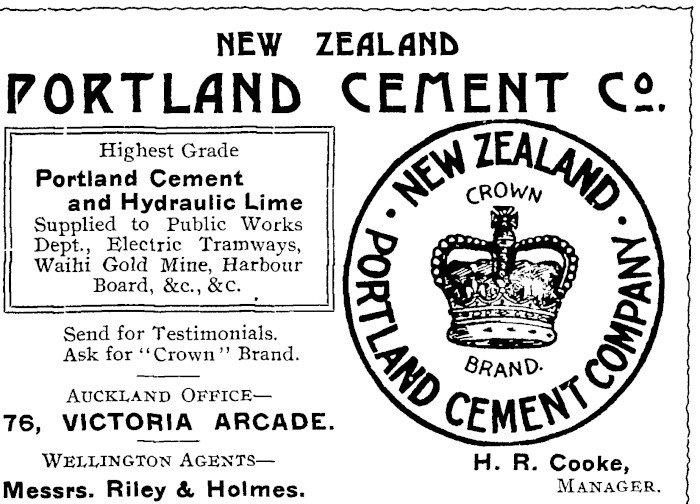 NEW ZEALAND
PORTLAND CEMENT Co.
Highest Grade
Portland Cement
and Hydraulic Lime
Supplied to Public Works
Dept., Electric Tramways,
Waihi Gold Mine, Harbour
Board, &c., &c.
Send for Testimonials.
Ask for "Crown" Brand.
AUCKLAND OFFICE—
76, VICTORIA ARCADE.
WELLINGTON AGENTS—
Messrs. Riley & Holmes.
· NEW ZEALAND ·
PORTLAND CEMENT COMPANY
CROWN
BRAND.
H. R. Cooke,
MANAGER.